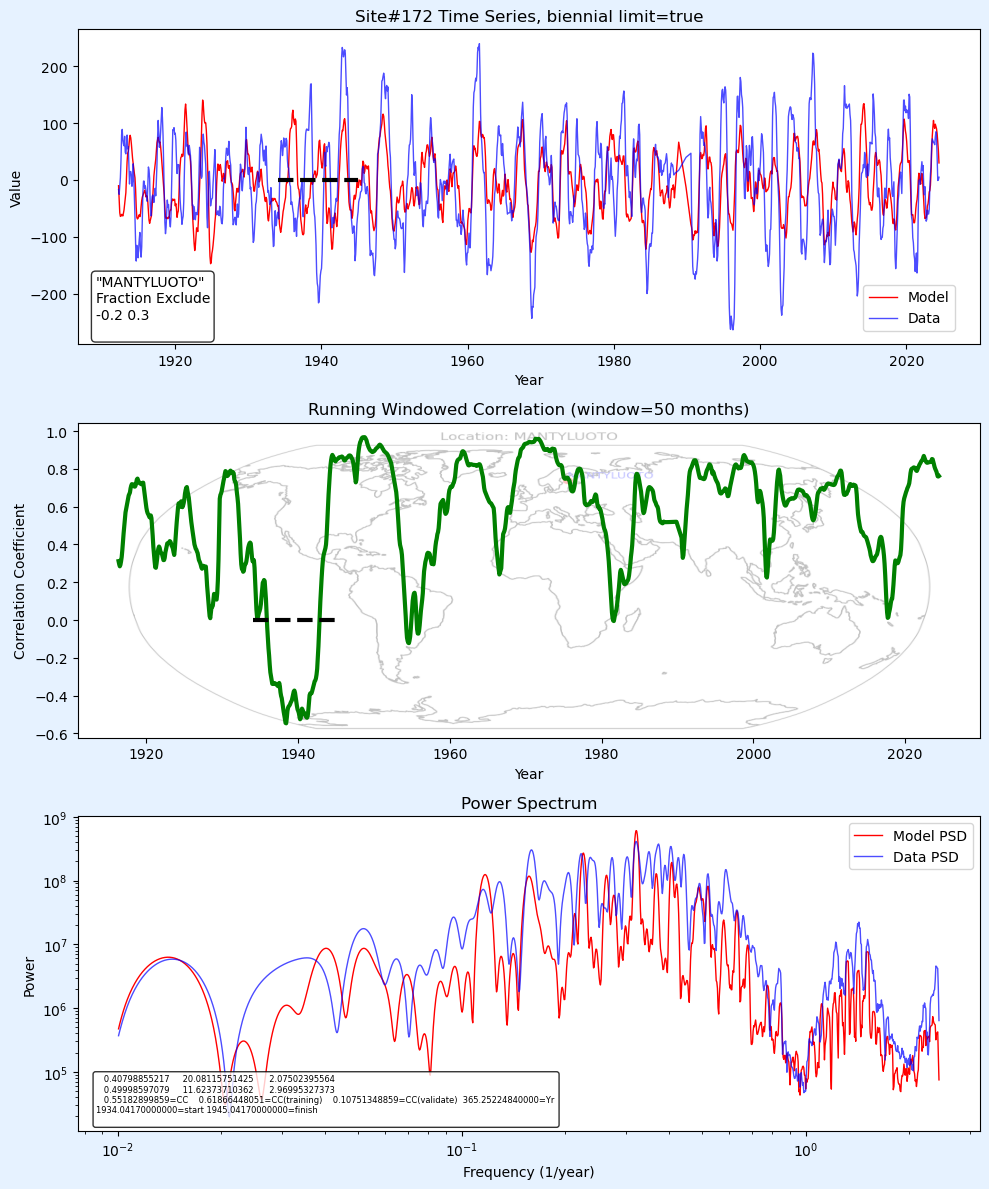 Site#172 Time Series, biennial limit=true
Value
200
100
0
−100
−200
"MANTYLUOTO"
Fraction Exclude
-0.2 0.3
Model
Data
1920 1940 1960 1980 2000 2020
Year
Running Windowed Correlation (window=50 months)
Location: MANTYLUOTO
Correlation Coefficient
1.0
0.8
0.6
0.4
0.2
0.0
−0.2
−0.4
−0.6
1920 1940 1960 1980 2000 2020
Year
Power Spectrum
Model PSD
Data PSD
Power
10⁹
10⁸
10⁷
10⁶
10⁵
0.40798855217 20.08115751425 2.07502395564
0.49998597079 11.62373710362 2.96995327373
0.55182899859=CC 0.61866448051=CC(training) 0.10751348859=CC(validate) 365.25224840000=Yr
1934.04170000000=start 1945.04170000000=finish
10⁻² 10⁻¹ 10⁰
Frequency (1/year)